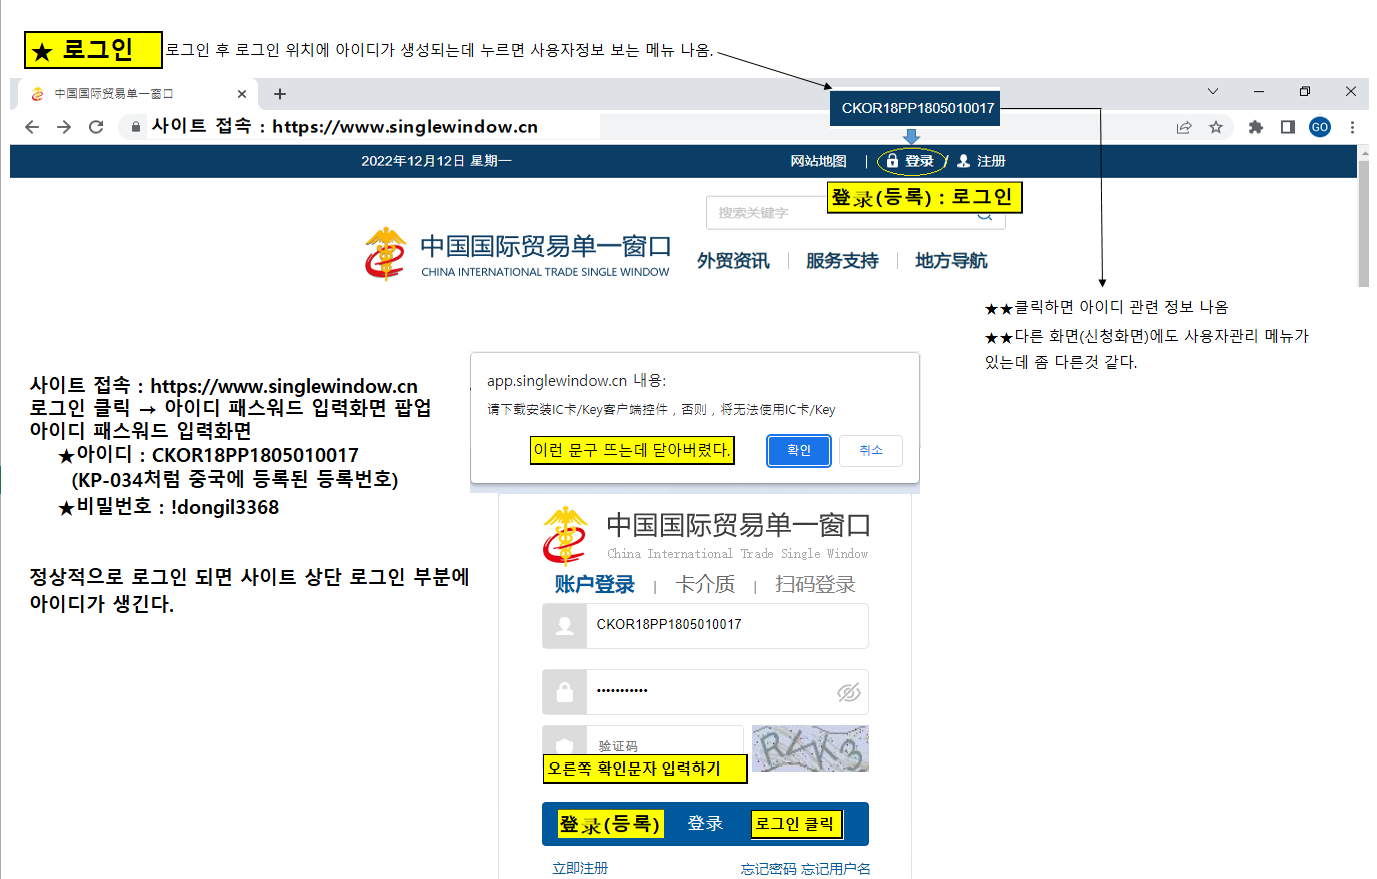 ★ 로그인
로그인 후 로그인 위치에 아이디가 생성되는데 누르면 사용자정보 보는 메뉴 나옴.
中国国际贸易单一窗口
CKOR18PP1805010017
사이트 접속 : https://www.singlewindow.cn
GO
2022年12月12日 星期一
网站地图 | 登录 / 注册
登录(등록) : 로그인
搜索关键字
中国国际贸易单一窗口
CHINA INTERNATIONAL TRADE SINGLE WINDOW
外贸资讯 | 服务支持 | 地方导航
★★클릭하면 아이디 관련 정보 나옴
★★다른 화면(신청화면)에도 사용자관리 메뉴가
있는데 좀 다른것 같다.
사이트 접속 : https://www.singlewindow.cn
로그인 클릭 → 아이디 패스워드 입력화면 팝업
아이디 패스워드 입력화면
★아이디 : CKOR18PP1805010017
(KP-034처럼 중국에 등록된 등록번호)
★비밀번호 : !dongil3368
정상적으로 로그인 되면 사이트 상단 로그인 부분에
아이디가 생긴다.
app.singlewindow.cn 내용:
请下载安装IC卡/Key客户端控件，否则，将无法使用IC卡/Key
이런 문구 뜨는데 닫아버렸다.
확인
취소
中国国际贸易单一窗口
China International Trade Single Window
账户登录 | 卡介质 | 扫码登录
CKOR18PP1805010017
•••••••••••
验证码
R4K3
오른쪽 확인문자 입력하기
登录(등록)
登录
로그인 클릭
立即注册
忘记密码 忘记用户名